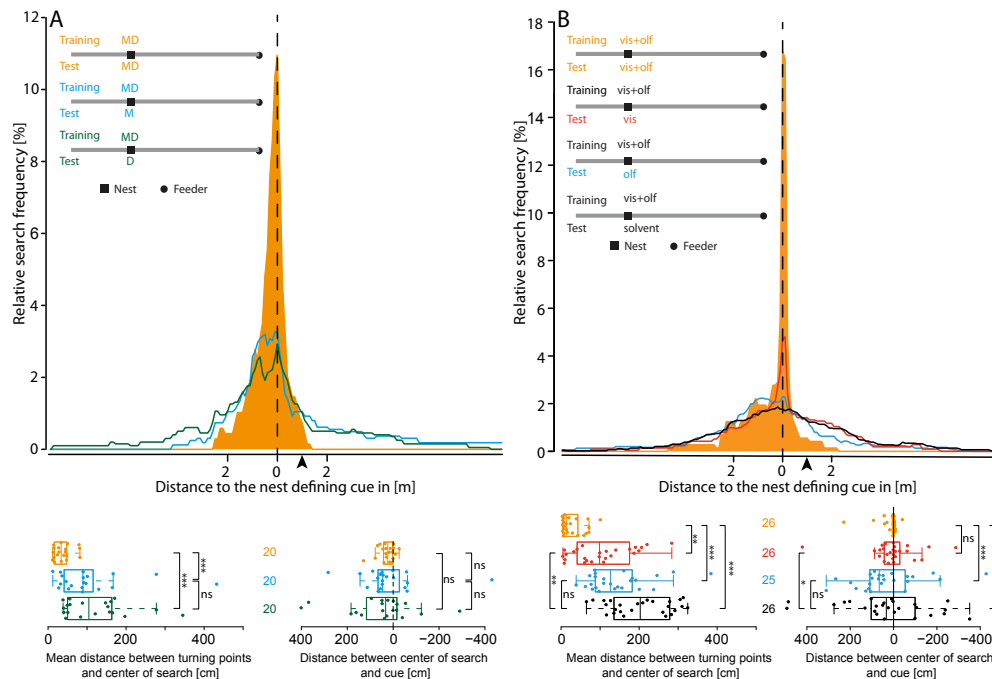 A
Relative search frequency [%]
12
10
8
6
4
2
0
Training MD
Test MD
Training MD
Test M
Training MD
Test D
Nest Feeder
2 0 2
Distance to the nest defining cue in [m]
B
Relative search frequency [%]
18
16
14
12
10
8
6
4
2
0
Training vis+olf
Test vis+olf
Training vis+olf
Test vis
Training vis+olf
Test olf
Training vis+olf
Test solvent
Nest Feeder
2 0 2
Distance to the nest defining cue in [m]
20
20
20
***
***
ns
ns
ns
ns
0 200 400
Mean distance between turning points
and center of search [cm]
400 200 0 −200 −400
Distance between center of search
and cue [cm]
26
26
25
26
**
***
***
**
ns
ns
***
ns
*
ns
0 200 400
Mean distance between turning points
and center of search [cm]
400 200 0 −200 −400
Distance between center of search
and cue [cm]